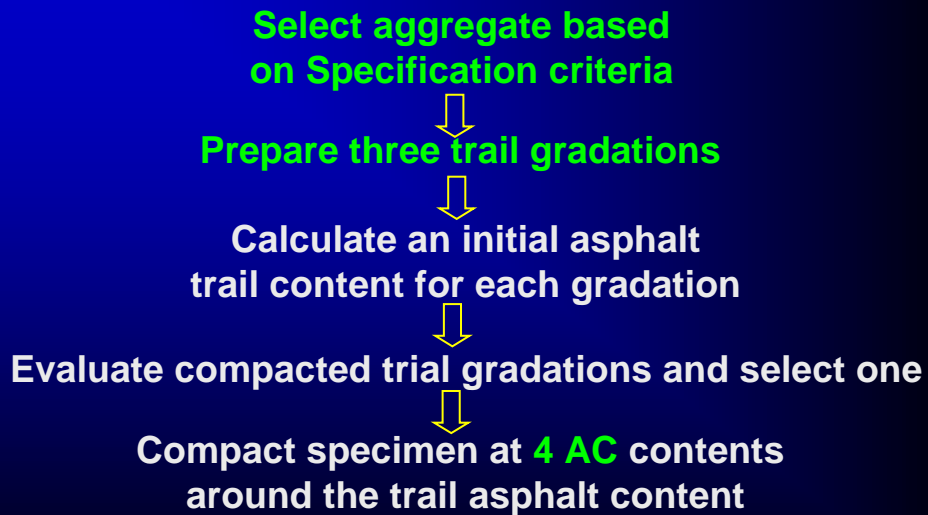 Select aggregate based
on Specification criteria
Prepare three trail gradations
Calculate an initial asphalt
trail content for each gradation
Evaluate compacted trial gradations and select one
Compact specimen at 4 AC contents
around the trail asphalt content